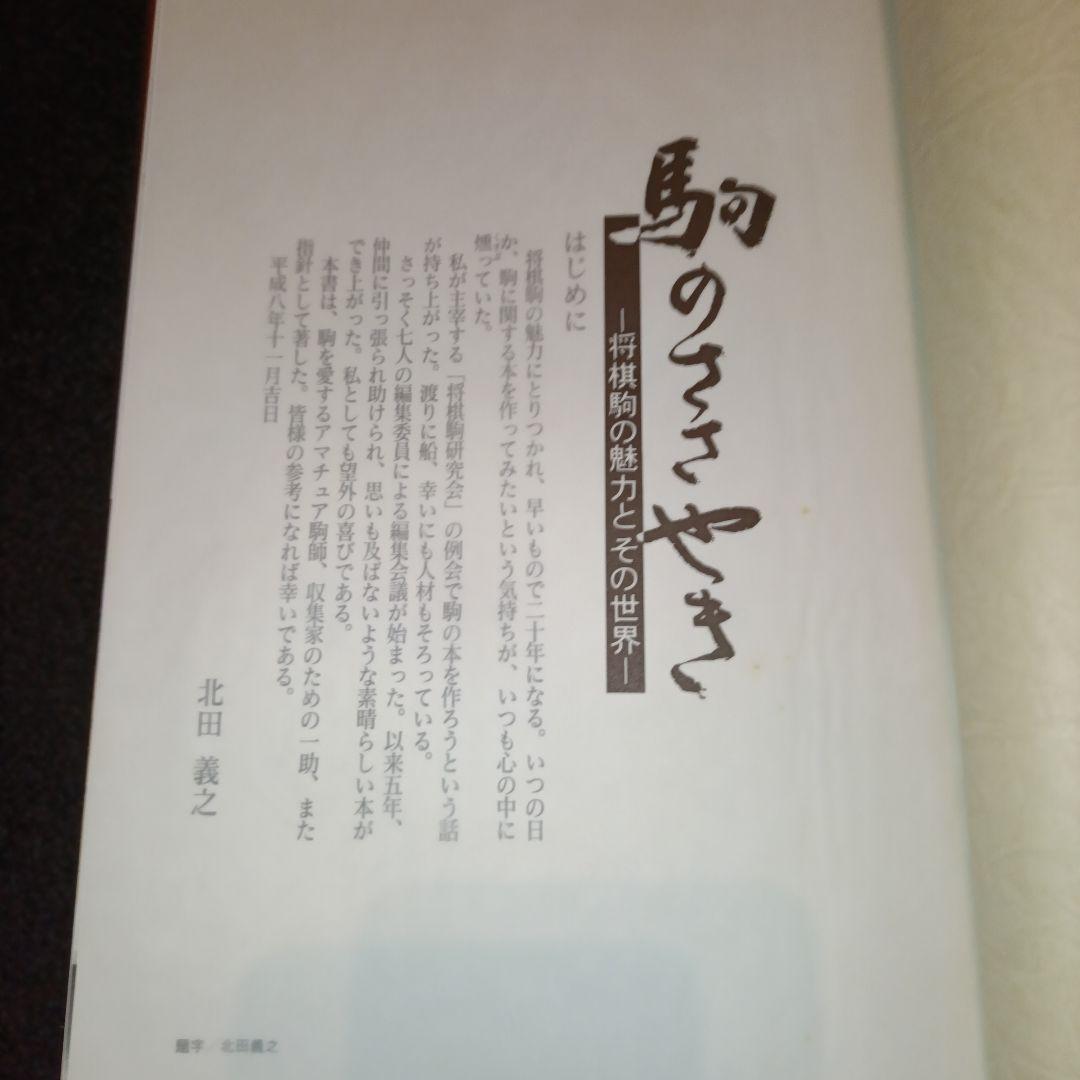 駒のささやき
―将棋駒の魅力とその世界―
はじめに
将棋駒の魅力にとりつかれ、早いもので二十年になる。いつの日
か、駒に関する本を作ってみたいという気持ちが、いつも心の中に
燻っていた。
私が主宰する「将棋駒研究会」の例会で駒の本を作ろうという話
が持ち上がった。渡りに船、幸いにも人材もそろっている。
さっそく七人の編集委員による編集会議が始まった。以来五年、
仲間に引っ張られ助けられ、思いも及ばないような素晴らしい本が
でき上がった。私としても望外の喜びである。
本書は、駒を愛するアマチュア駒師、収集家のための一助、また
指針として著した。皆様の参考になれば幸いである。
平成八年十一月吉日
北田 義之
題字/北田義之